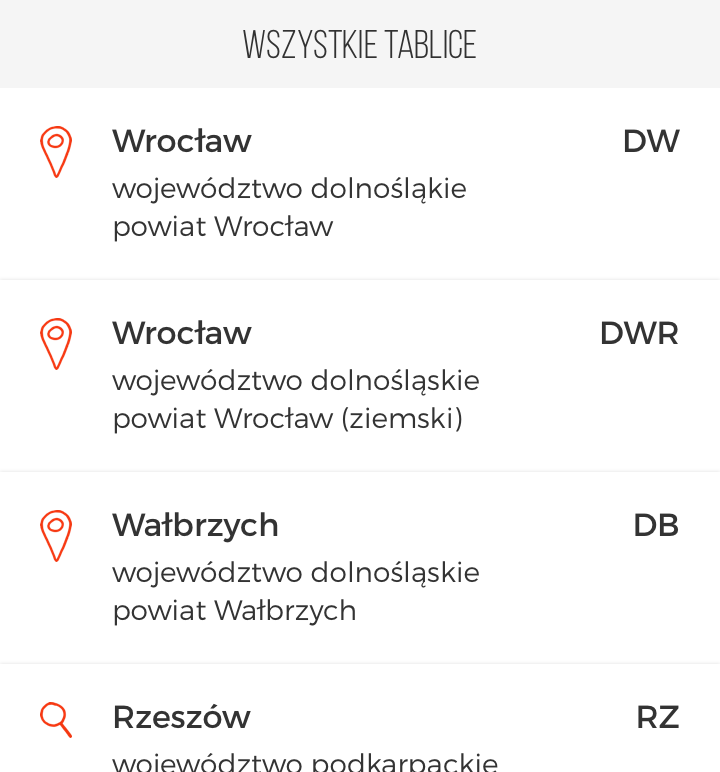 WSZYSTKIE TABLICE
Wrocław DW
województwo dolnośląkie
powiat Wrocław
Wrocław DWR
województwo dolnośląskie
powiat Wrocław (ziemski)
Wałbrzych DB
województwo dolnośląskie
powiat Wałbrzych
Rzeszów RZ
województwo podkarpackie